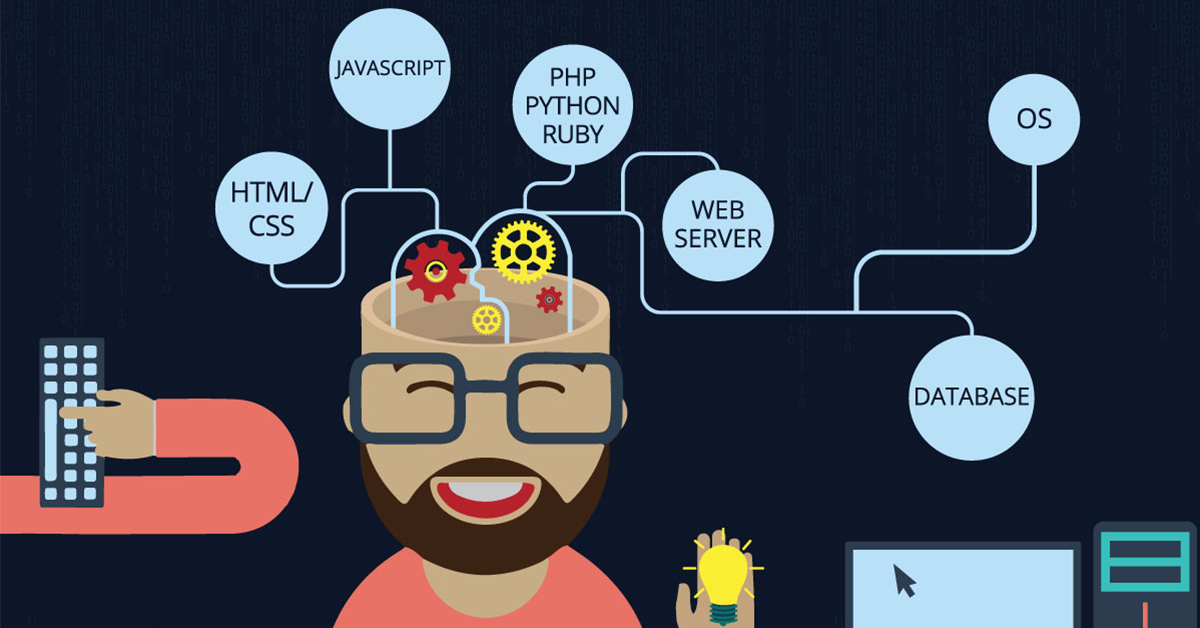 JAVASCRIPT
PHP
PYTHON
RUBY
OS
HTML/
CSS
WEB
SERVER
DATABASE